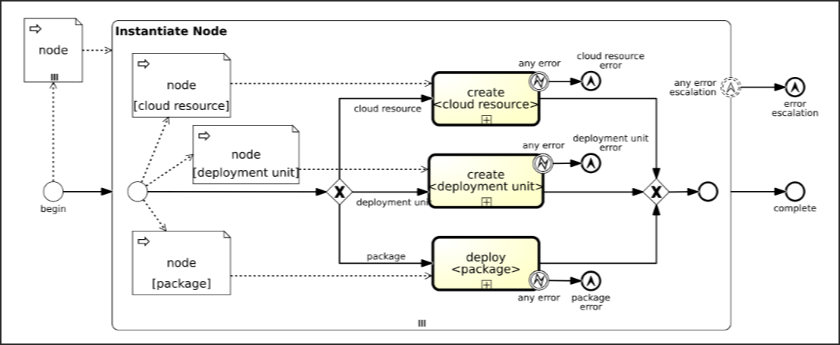 Instantiate Node
node
node
[cloud resource]
node
[deployment unit]
node
[package]
begin
cloud resource
deployment unit
package
create
<cloud resource>
any error
cloud resource
error
create
<deployment unit>
any error
deployment unit
error
deploy
<package>
any error
package
error
any error
escalation
error
escalation
complete